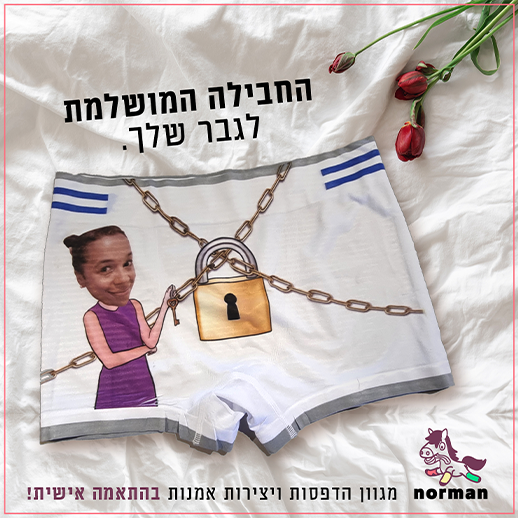 החבילה המושלמת
לגבר שלך.
norman
מגוון הדפסות ויצירות אמנות בהתאמה אישית!